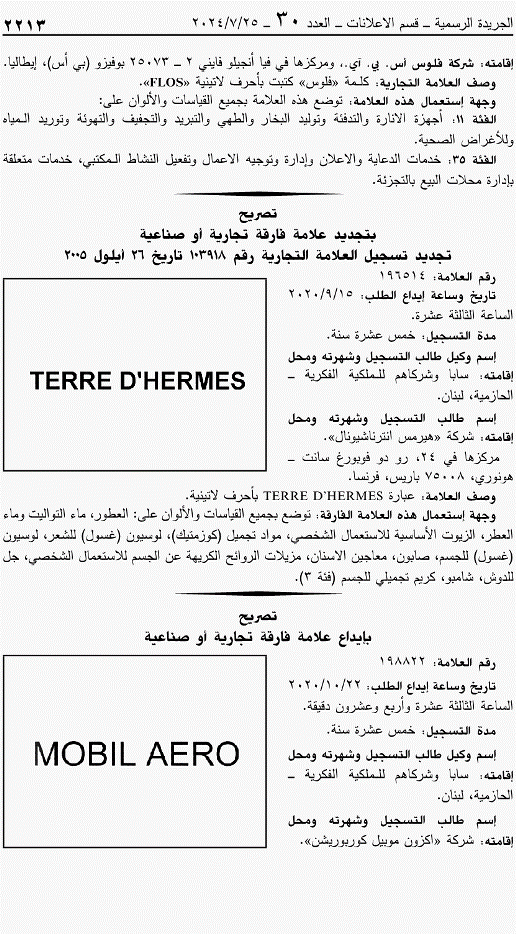 الجريدة الرسمية ـ قسم الاعلانات ـ العدد ٣٠ ـ ٢٠٢٤/٧/٢٥
٢٢١٣
إقامته: شركة فلوس أس. بي. آي.، ومركزها في فيا أنجيلو فايني ٢ ـ ٢٥٠٧٣ بوفيزو (بي أس)، إيطاليا.
وصف العلامة التجارية: كلمة «فلوس» كتبت بأحرف لاتينية «FLOS».
وجهة إستعمال هذه العلامة: توضع هذه العلامة بجميع القياسات والألوان على:
الفئة ١١: أجهزة الانارة والتدفئة وتوليد البخار والطهي والتبريد والتجفيف والتهوئة وتوريد المياه
وللأغراض الصحية.
الفئة ٣٥: خدمات الدعاية والاعلان وإدارة وتوجيه الاعمال وتفعيل النشاط المكتبي، خدمات متعلقة
بإدارة محلات البيع بالتجزئة.
تصريح
بتجديد علامة فارقة تجارية أو صناعية
تجديد تسجيل العلامة التجارية رقم ١٠٣٩١٨ تاريخ ٢٦ أيلول ٢٠٠٥
رقم العلامة: ١٩٦٥١٤
تاريخ وساعة إيداع الطلب: ٢٠٢٠/٩/١٥
الساعة الثالثة عشرة.
مدة التسجيل: خمس عشرة سنة.
إسم وكيل طالب التسجيل وشهرته ومحل
إقامته: سابا وشركاهم للملكية الفكرية ـ
الحازمية، لبنان.
إسم طالب التسجيل وشهرته ومحل
إقامته: شركة «هيرمس انترناشيونال».
مركزها في ٢٤، رو دو فوبورغ سانت ـ
هونوري، ٧٥٠٠٨ باريس، فرنسا.
TERRE D'HERMES
وصف العلامة: عبارة TERRE D'HERMES بأحرف لاتينية.
وجهة إستعمال هذه العلامة الفارقة: توضع بجميع القياسات والألوان على: العطور، ماء التواليت وماء
العطر، الزيوت الأساسية للاستعمال الشخصي، مواد تجميل (كوزمتيك)، لوسيون (غسول) للشعر، لوسيون
(غسول) للجسم، صابون، معاجين الاسنان، مزيلات الروائح الكريهة عن الجسم للاستعمال الشخصي، جل
للدوش، شامبو، كريم تجميلي للجسم (فئة ٣).
تصريح
بإيداع علامة فارقة تجارية أو صناعية
رقم العلامة: ١٩٨٨٢٢
تاريخ وساعة إيداع الطلب: ٢٠٢٠/١٠/٢٢
الساعة الثالثة عشرة وأربع وعشرون دقيقة.
مدة التسجيل: خمس عشرة سنة.
إسم وكيل طالب التسجيل وشهرته ومحل
إقامته: سابا وشركاهم للملكية الفكرية ـ
الحازمية، لبنان.
إسم طالب التسجيل وشهرته ومحل
إقامته: شركة «اكزون موبيل كوربوريشن».
MOBIL AERO